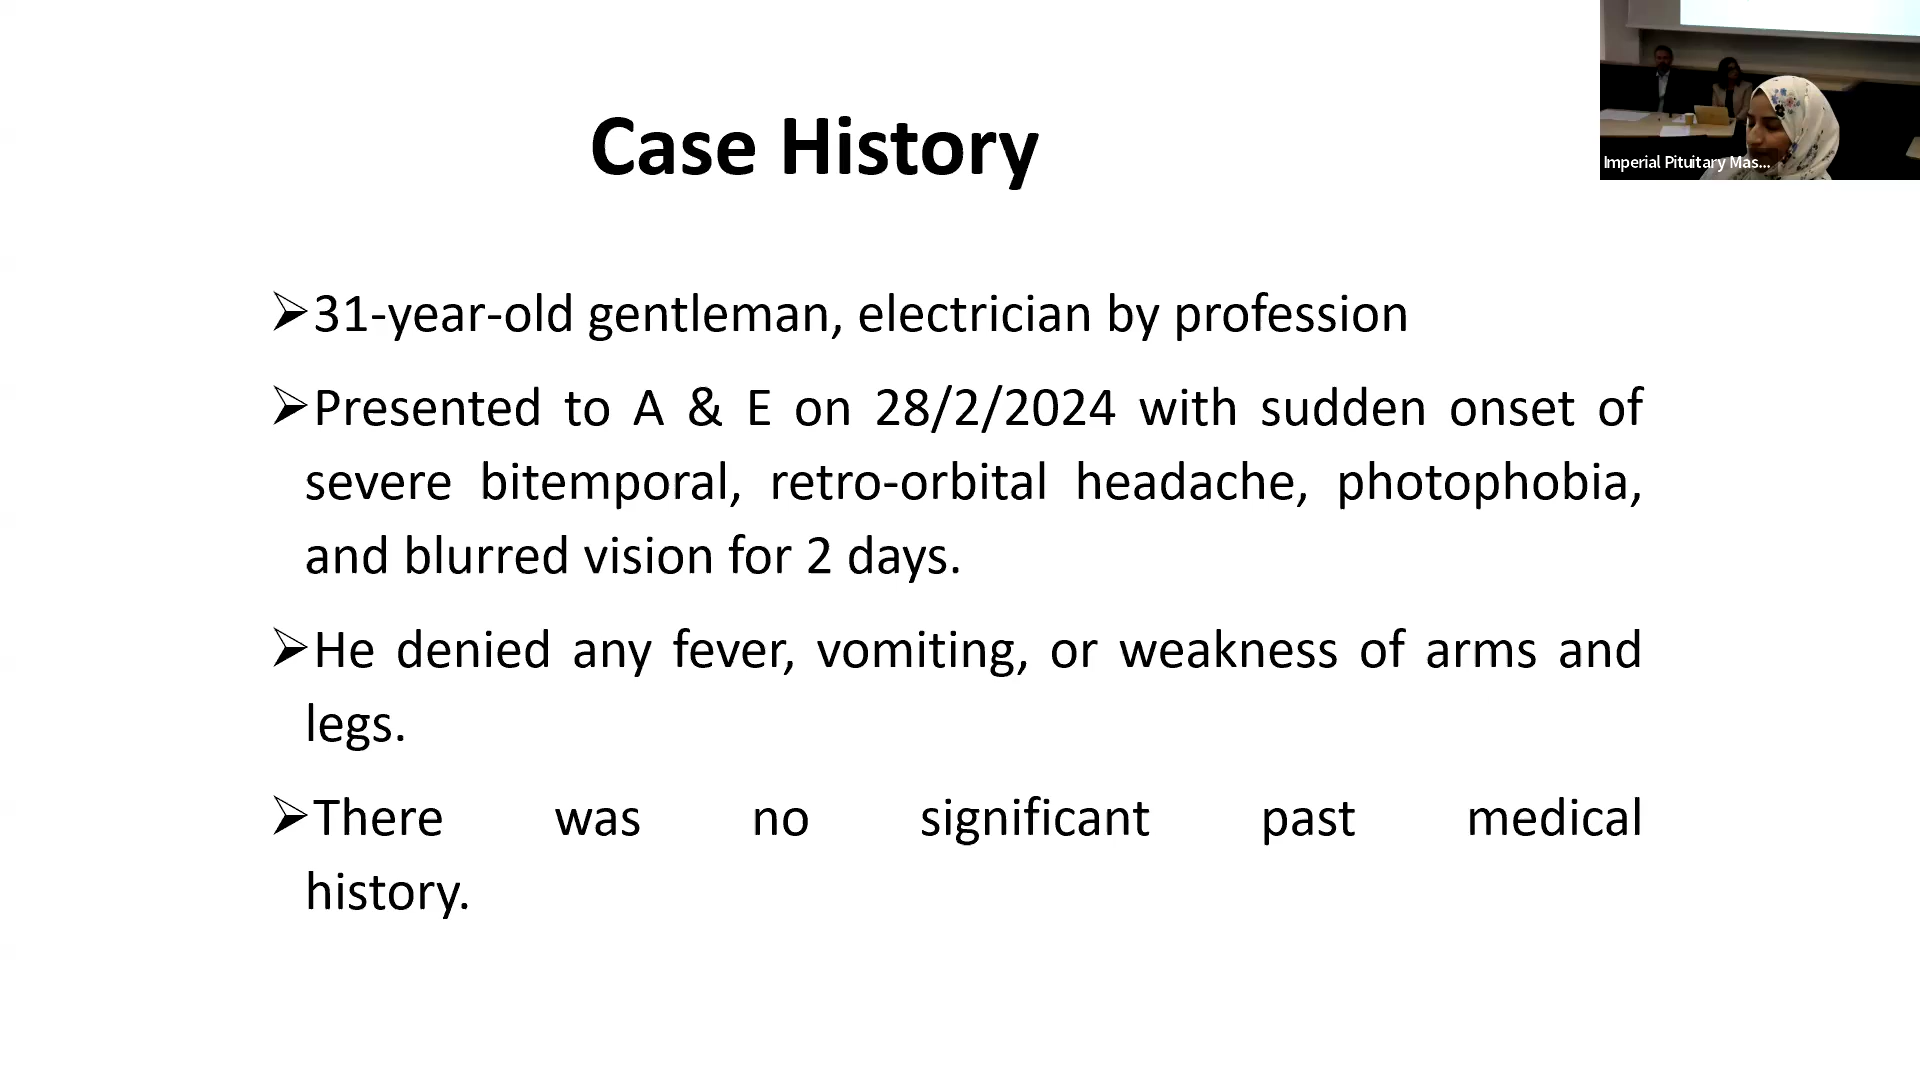 Case History
Imperial Pituitary Mas...
➢31-year-old gentleman, electrician by profession
➢Presented to A & E on 28/2/2024 with sudden onset of
severe bitemporal, retro-orbital headache, photophobia,
and blurred vision for 2 days.
➢He denied any fever, vomiting, or weakness of arms and
legs.
➢There was no significant past medical
history.